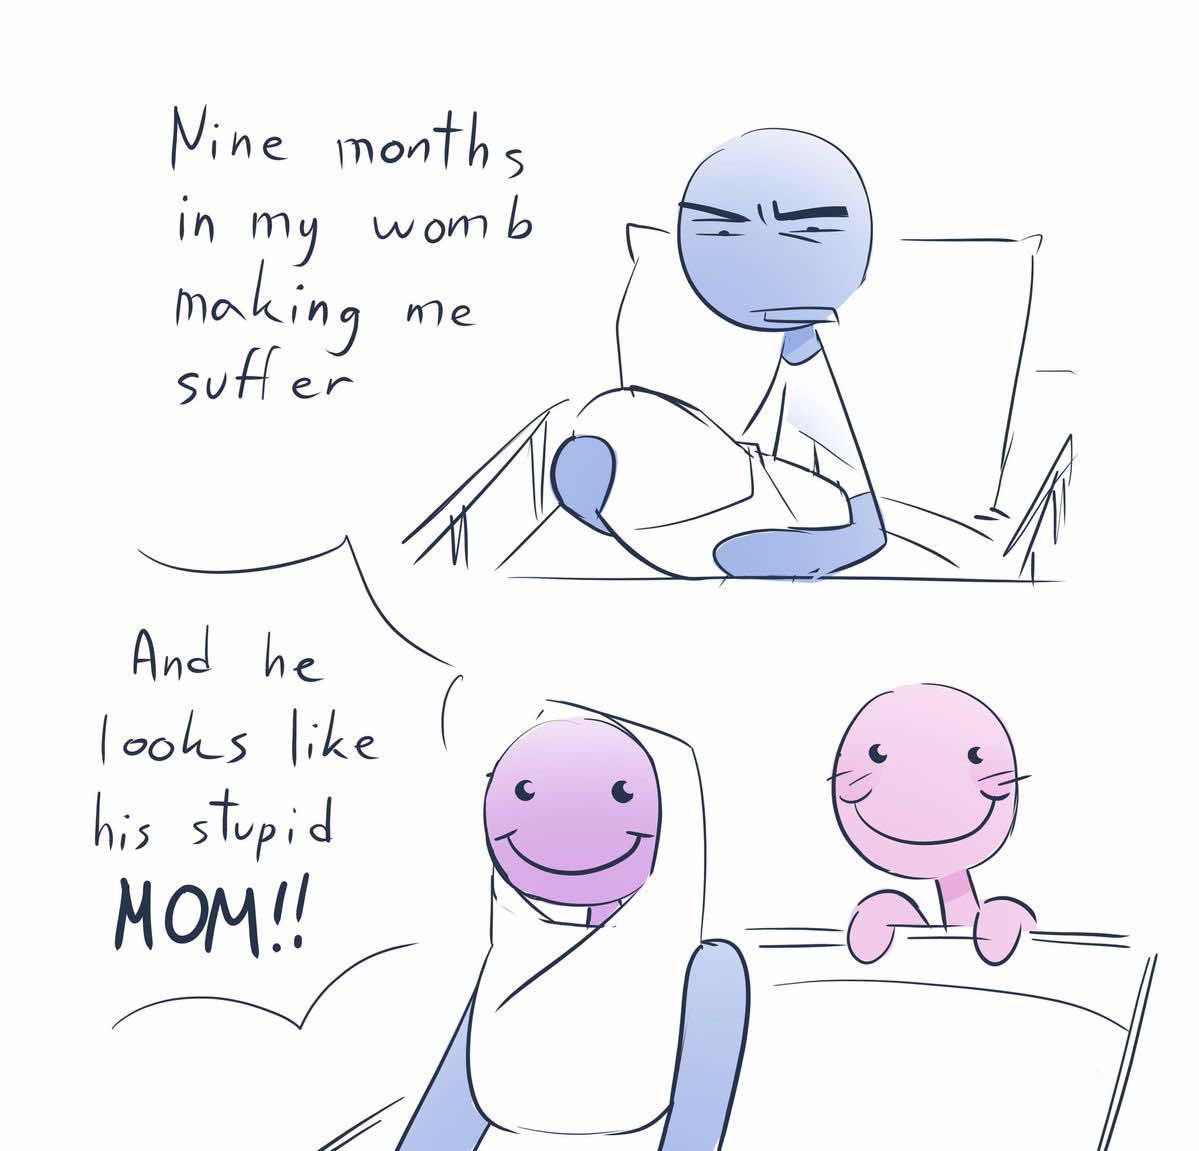 Nine months
in my womb
making me
suffer
And he
looks like
his stupid
MOM!!